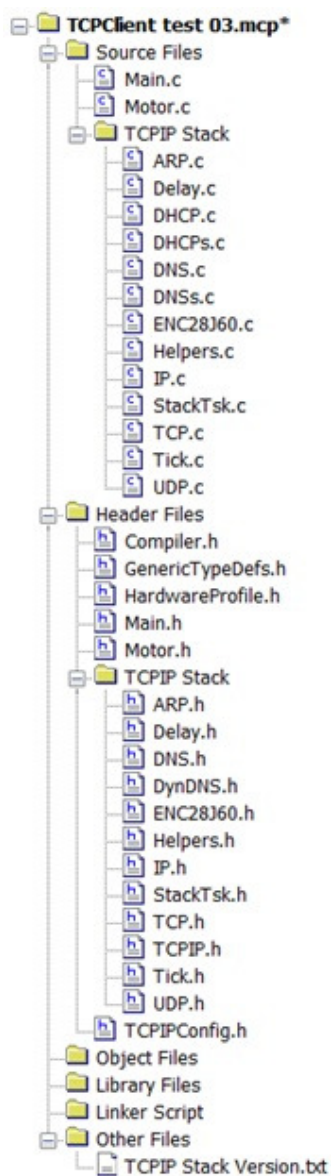 TCPClient test 03.mcp*
Source Files
Main.c
Motor.c
TCPIP Stack
ARP.c
Delay.c
DHCP.c
DHCPs.c
DNS.c
DNSs.c
ENC28J60.c
Helpers.c
IP.c
StackTsk.c
TCP.c
Tick.c
UDP.c
Header Files
Compiler.h
GenericTypeDefs.h
HardwareProfile.h
Main.h
Motor.h
TCPIP Stack
ARP.h
Delay.h
DNS.h
DynDNS.h
ENC28J60.h
Helpers.h
IP.h
StackTsk.h
TCP.h
TCPIP.h
Tick.h
UDP.h
TCPIPConfig.h
Object Files
Library Files
Linker Script
Other Files
TCPIP Stack Version.txt